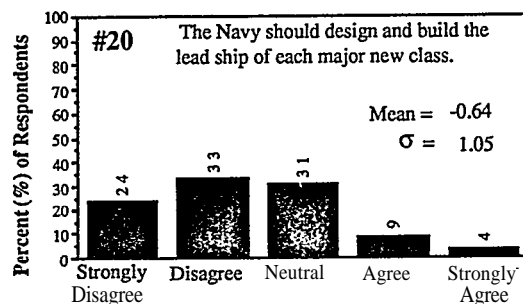 #20 The Navy should design and build the
lead ship of each major new class.
Mean = -0.64
σ = 1.05
Percent (%) of Respondents
100
90
80
70
60
50
40
30
20
10
0
24
33
31
9
4
Strongly Disagree
Disagree
Neutral
Agree
Strongly Agree